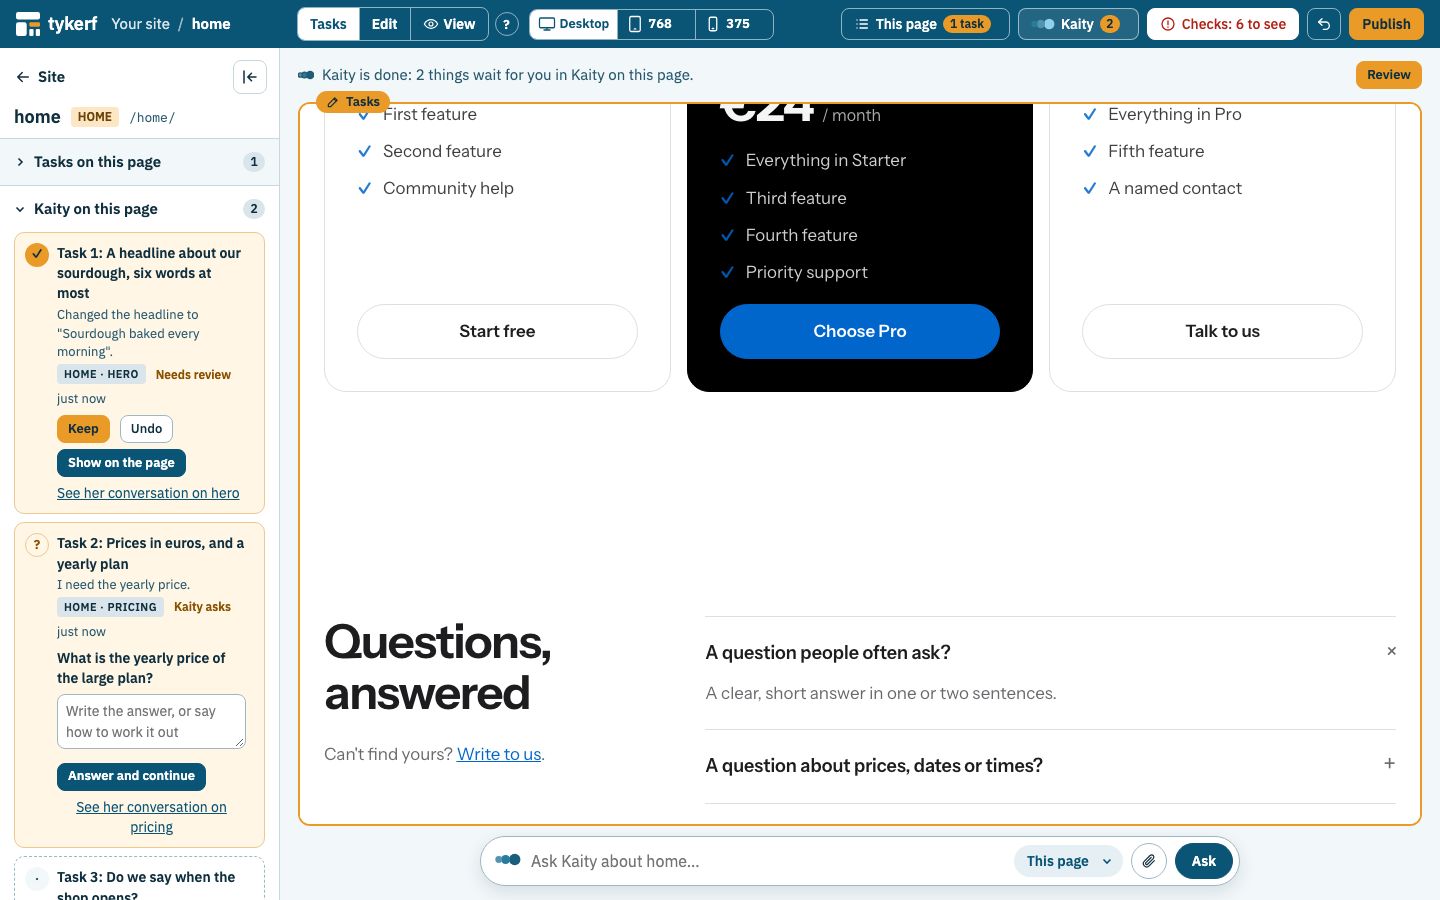 tykerf Your site / home
Tasks Edit View ? Desktop 768 375
This page 1 task Kaity 2 Checks: 6 to see Publish
Site
home HOME /home/
Tasks on this page 1
Kaity on this page 2
Task 1: A headline about our
sourdough, six words at
most
Changed the headline to
"Sourdough baked every
morning".
HOME · HERO Needs review
just now
Keep Undo
Show on the page
See her conversation on hero
? Task 2: Prices in euros, and a
yearly plan
I need the yearly price.
HOME · PRICING Kaity asks
just now
What is the yearly price of
the large plan?
Write the answer, or say
how to work it out
Answer and continue
See her conversation on
pricing
Task 3: Do we say when the
shop opens?
Kaity is done: 2 things wait for you in Kaity on this page.
Review
Tasks
First feature
Second feature
Community help
Start free
€24 / month
Everything in Starter
Third feature
Fourth feature
Priority support
Choose Pro
Everything in Pro
Fifth feature
A named contact
Talk to us
Questions,
answered
Can't find yours? Write to us.
A question people often ask?
A clear, short answer in one or two sentences.
A question about prices, dates or times?
Ask Kaity about home... This page Ask